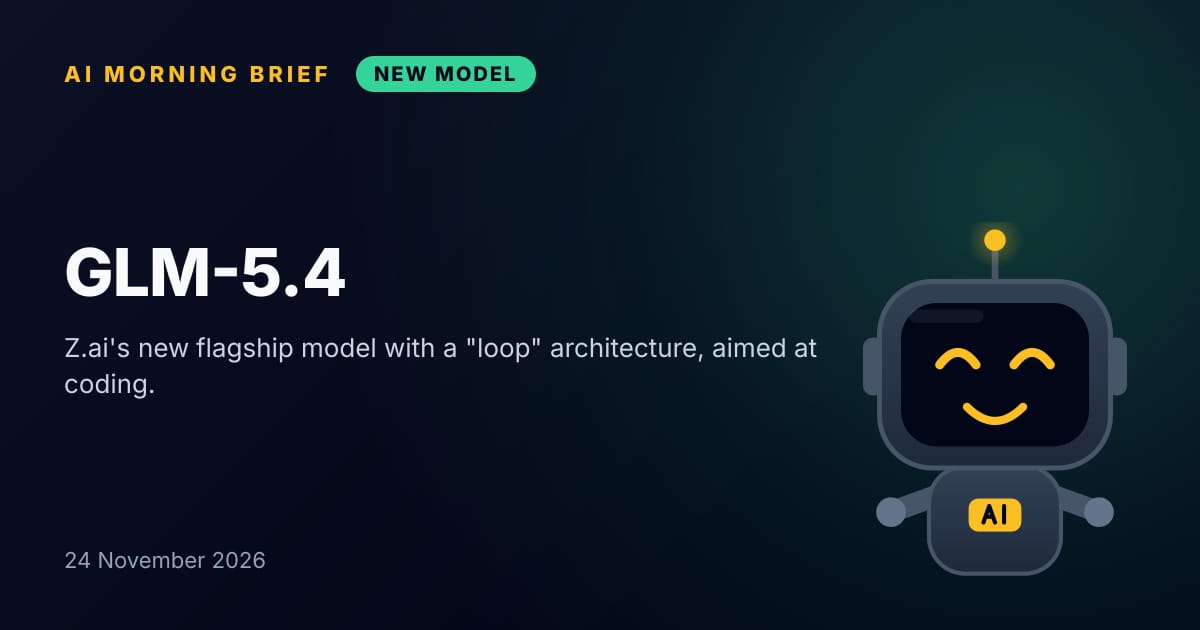 AI MORNING BRIEF
NEW MODEL
GLM-5.4
Z.ai's new flagship model with a "loop" architecture, aimed at
coding.
AI
24 November 2026